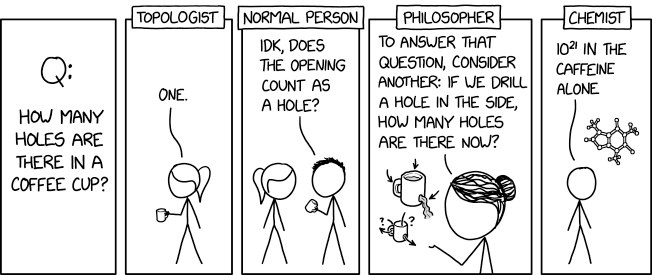 Q:
HOW MANY
HOLES ARE
THERE IN A
COFFEE CUP?
TOPOLOGIST
ONE.
NORMAL PERSON
IDK, DOES
THE OPENING
COUNT AS
A HOLE?
PHILOSOPHER
TO ANSWER THAT
QUESTION, CONSIDER
ANOTHER: IF WE DRILL
A HOLE IN THE SIDE,
HOW MANY HOLES
ARE THERE NOW?
? ?
CHEMIST
10²¹ IN THE
CAFFEINE
ALONE